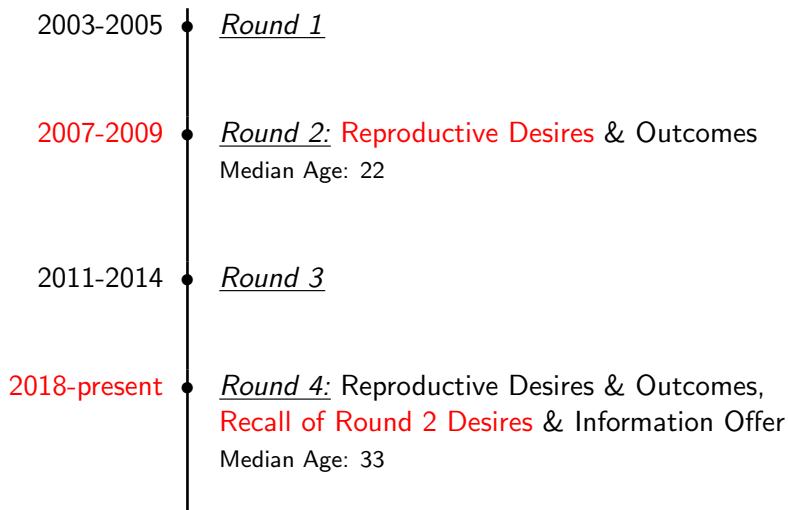 2003-2005 Round 1
2007-2009 Round 2: Reproductive Desires & Outcomes
Median Age: 22
2011-2014 Round 3
2018-present Round 4: Reproductive Desires & Outcomes,
Recall of Round 2 Desires & Information Offer
Median Age: 33